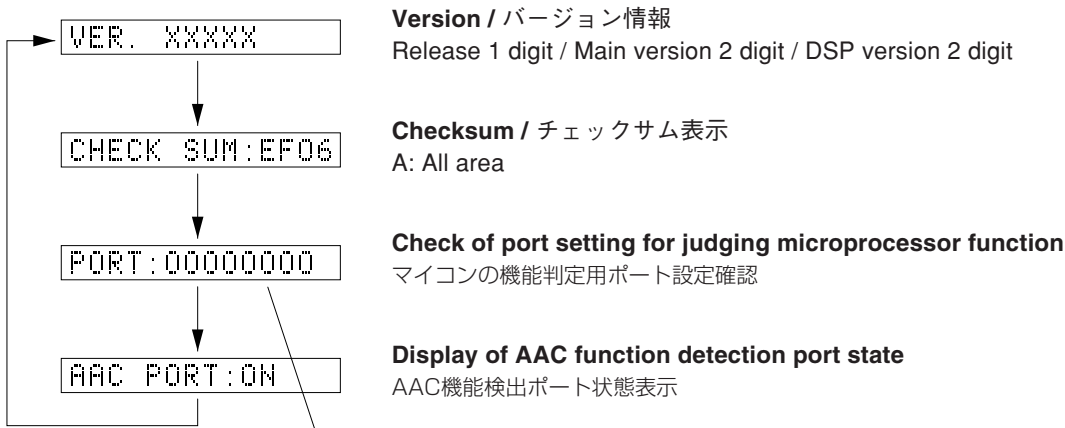 VER. XXXXX
Version / バージョン情報
Release 1 digit / Main version 2 digit / DSP version 2 digit
CHECK SUM:EF06
Checksum / チェックサム表示
A: All area
PORT:00000000
Check of port setting for judging microprocessor function
マイコンの機能判定用ポート設定確認
AAC PORT:ON
Display of AAC function detection port state
AAC機能検出ポート状態表示